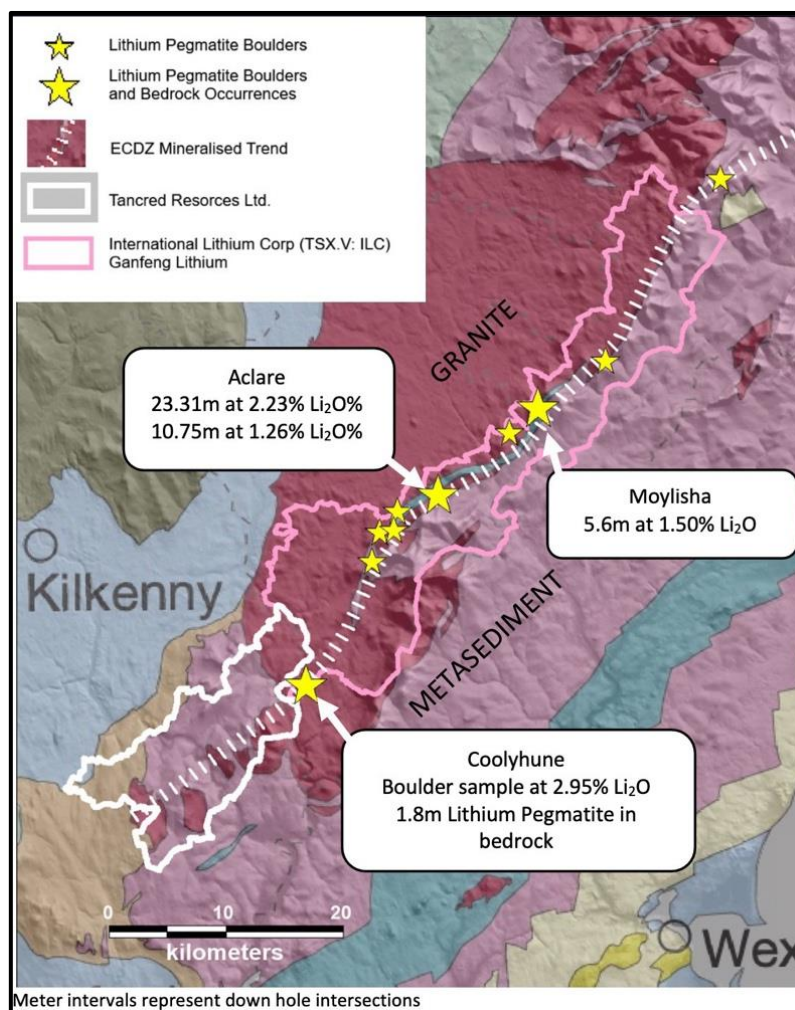 Lithium Pegmatite Boulders
Lithium Pegmatite Boulders
and Bedrock Occurrences
ECDZ Mineralised Trend
Tancred Resorces Ltd.
International Lithium Corp (TSX.V: ILC)
Ganfeng Lithium
GRANITE
Aclare
23.31m at 2.23% Li₂O%
10.75m at 1.26% Li₂O%
Moylisha
5.6m at 1.50% Li₂O
Kilkenny
METASEDIMENT
Coolyhune
Boulder sample at 2.95% Li₂O
1.8m Lithium Pegmatite in
bedrock
0 10 20
kilometers
Wex
Meter intervals represent down hole intersections